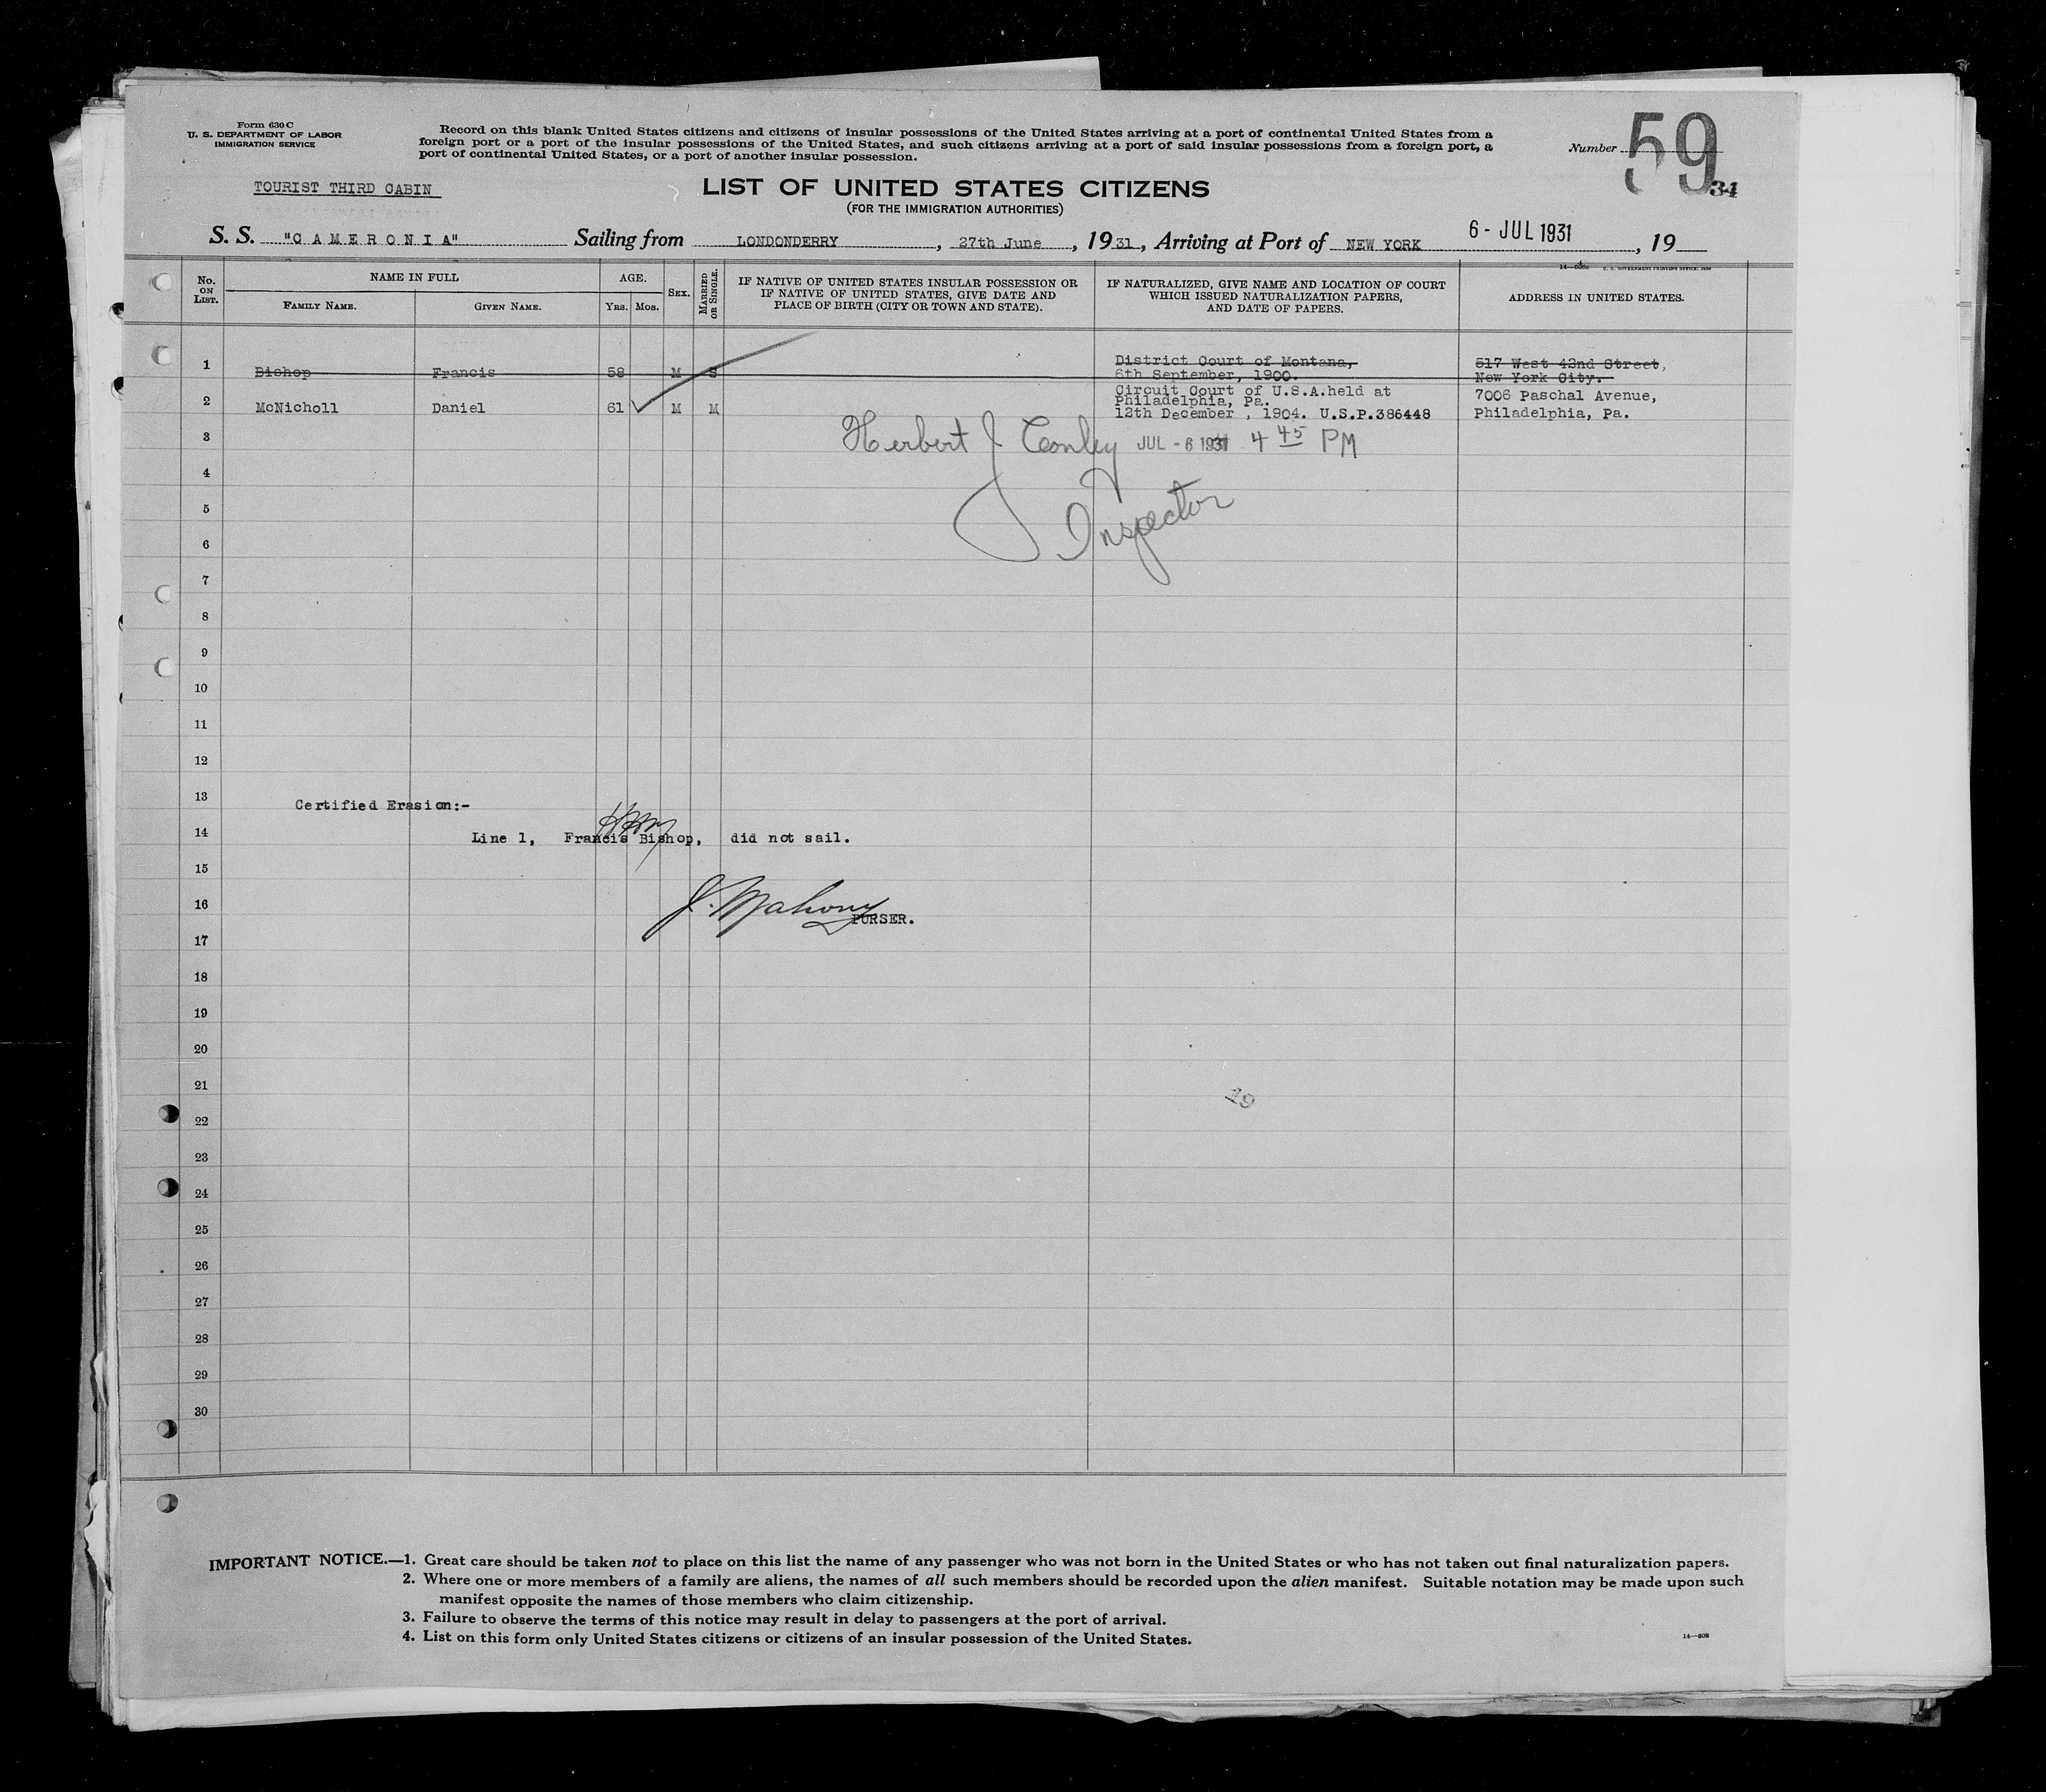 Form 630 C
U. S. DEPARTMENT OF LABOR
IMMIGRATION SERVICE
Record on this blank United States citizens and citizens of insular possessions of the United States arriving at a port of continental United States from a
foreign port or a port of the insular possessions of the United States, and such citizens arriving at a port of said insular possessions from a foreign port, a
port of continental United States, or a port of another insular possession.
Number 59
34
TOURIST THIRD CABIN
LIST OF UNITED STATES CITIZENS
(FOR THE IMMIGRATION AUTHORITIES)
S. S. "CAMERONIA" Sailing from LONDONDERRY, 27th June, 1931, Arriving at Port of NEW YORK 6 - JUL 1931, 19
No. ON LIST. NAME IN FULL AGE. SEX. MARRIED OR SINGLE. IF NATIVE OF UNITED STATES INSULAR POSSESSION OR IF NATIVE OF UNITED STATES, GIVE DATE AND PLACE OF BIRTH (CITY OR TOWN AND STATE). IF NATURALIZED, GIVE NAME AND LOCATION OF COURT WHICH ISSUED NATURALIZATION PAPERS, AND DATE OF PAPERS. ADDRESS IN UNITED STATES.
FAMILY NAME. GIVEN NAME. YRS. MOS.
1 Bishop Francis 58 M S District Court of Montana, 517 West 42nd Street,
6th September, 1900. New York City.
2 McNicholl Daniel 61 M M Circuit Court of U.S.A.held at 7006 Paschal Avenue,
Philadelphia, Pa.
12th December, 1904. U.S.P.386448 Philadelphia, Pa.
3 Herbert J Conley JUL - 6 1931 4 45 PM
4
5 Inspector
6
7
8
9
10
11
12
13 Certified Erasion:-
14 Line 1, Francis Bishop, did not sail.
15
16 J. Mahony PURSER.
17
18
19
20
21
19
22
23
24
25
26
27
28
29
30
IMPORTANT NOTICE.—1. Great care should be taken not to place on this list the name of any passenger who was not born in the United States or who has not taken out final naturalization papers.
2. Where one or more members of a family are aliens, the names of all such members should be recorded upon the alien manifest. Suitable notation may be made upon such
manifest opposite the names of those members who claim citizenship.
3. Failure to observe the terms of this notice may result in delay to passengers at the port of arrival.
4. List on this form only United States citizens or citizens of an insular possession of the United States.